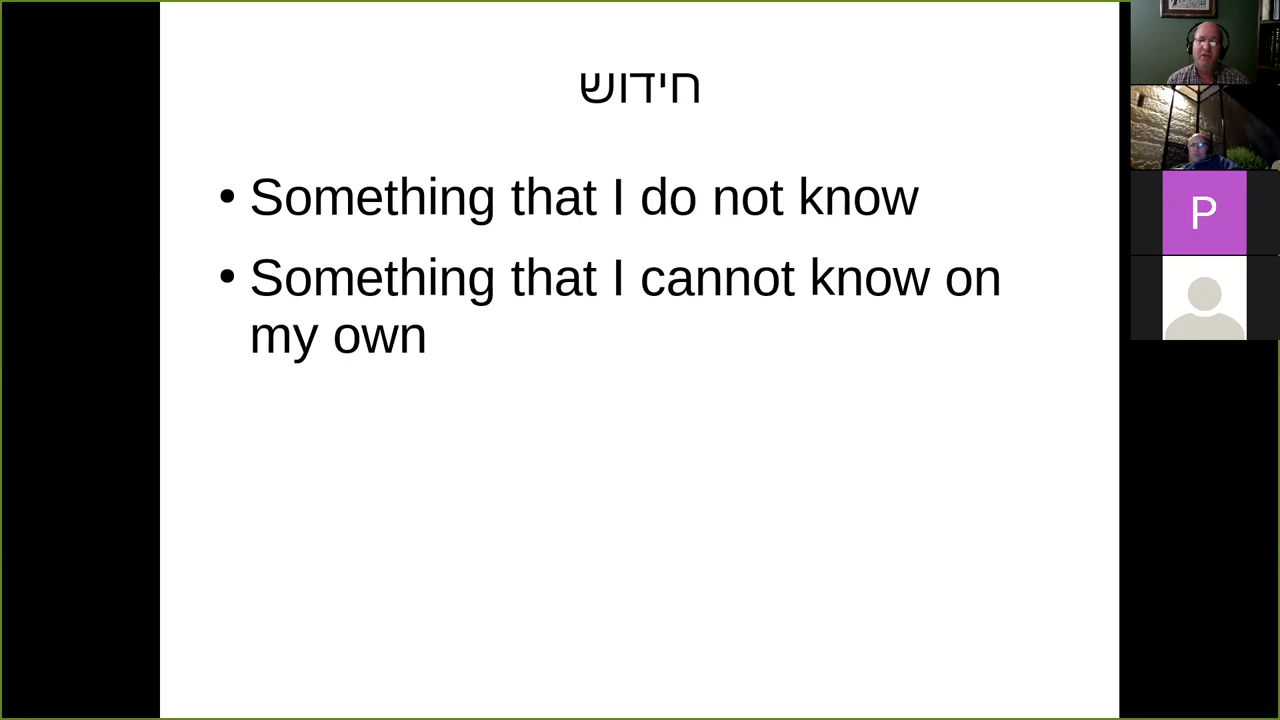 חידוש
• Something that I do not know
• Something that I cannot know on
my own
P